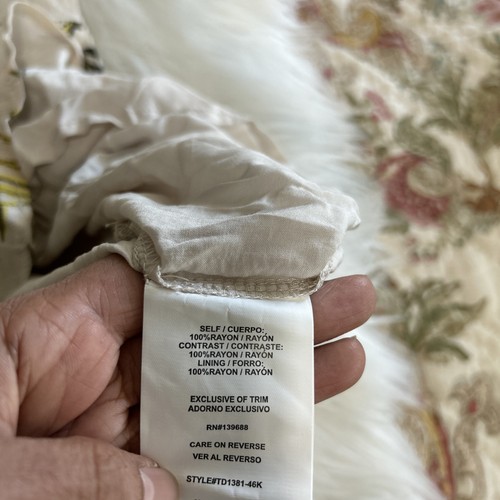 SELF / CUERPO:
100%RAYON / RAYÓN
CONTRAST / CONTRASTE:
100%RAYON / RAYÓN
LINING / FORRO:
100%RAYON / RAYÓN
EXCLUSIVE OF TRIM
ADORNO EXCLUSIVO
RN#139688
CARE ON REVERSE
VER AL REVERSO
STYLE#TD1381-46K